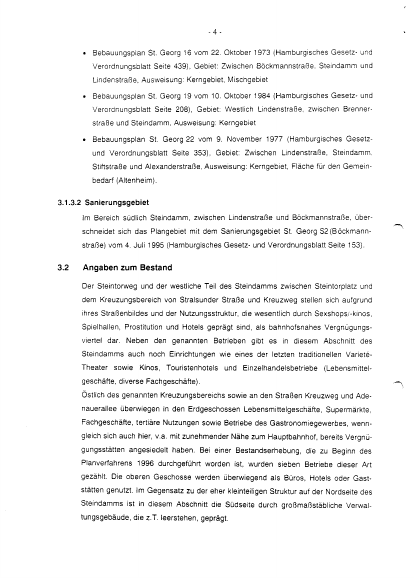 - 4 -
• Bebauungsplan St. Georg 16 vom 22. Oktober 1973 (Hamburgisches Gesetz- und
Verordnungsblatt Seite 439), Gebiet: Zwischen Böckmannstraße, Steindamm und
Lindenstraße, Ausweisung: Kerngebiet, Mischgebiet
• Bebauungsplan St. Georg 19 vom 10. Oktober 1984 (Hamburgisches Gesetz- und
Verordnungsblatt Seite 208), Gebiet: Westlich Lindenstraße, zwischen Brenner-
straße und Steindamm, Ausweisung: Kerngebiet
• Bebauungsplan St. Georg 22 vom 9. November 1977 (Hamburgisches Gesetz-
und Verordnungsblatt Seite 353), Gebiet: Zwischen Lindenstraße, Steindamm,
Stiftstraße und Alexanderstraße, Ausweisung: Kerngebiet, Fläche für den Gemein-
bedarf (Altenheim).
3.1.3.2 Sanierungsgebiet
Im Bereich südlich Steindamm, zwischen Lindenstraße und Böckmannstraße, über-
schneidet sich das Plangebiet mit dem Sanierungsgebiet St. Georg S2 (Böckmann-
straße) vom 4. Juli 1995 (Hamburgisches Gesetz- und Verordnungsblatt Seite 153).
3.2 Angaben zum Bestand
Der Steintorweg und der westliche Teil des Steindamms zwischen Steintorplatz und
dem Kreuzungsbereich von Stralsunder Straße und Kreuzweg stellen sich aufgrund
ihres Straßenbildes und der Nutzungsstruktur, die wesentlich durch Sexshops/-kinos,
Spielhallen, Prostitution und Hotels geprägt sind, als bahnhofsnahes Vergnügungs-
viertel dar. Neben den genannten Betrieben gibt es in diesem Abschnitt des
Steindamms auch noch Einrichtungen wie eines der letzten traditionellen Varieté-
Theater sowie Kinos, Touristenhotels und Einzelhandelsbetriebe (Lebensmittel-
geschäfte, diverse Fachgeschäfte).
Östlich des genannten Kreuzungsbereichs sowie an den Straßen Kreuzweg und Ade-
nauerallee überwiegen in den Erdgeschossen Lebensmittelgeschäfte, Supermärkte,
Fachgeschäfte, tertiäre Nutzungen sowie Betriebe des Gastronomiegewerbes, wenn-
gleich sich auch hier, v.a. mit zunehmender Nähe zum Hauptbahnhof, bereits Vergnü-
gungsstätten angesiedelt haben. Bei einer Bestandserhebung, die zu Beginn des
Planverfahrens 1996 durchgeführt worden ist, wurden sieben Betriebe dieser Art
gezählt. Die oberen Geschosse werden überwiegend als Büros, Hotels oder Gast-
stätten genutzt. Im Gegensatz zu der eher kleinteiligen Struktur auf der Nordseite des
Steindamms ist in diesem Abschnitt die Südseite durch großmaßstäbliche Verwal-
tungsgebäude, die z.T. leerstehen, geprägt.